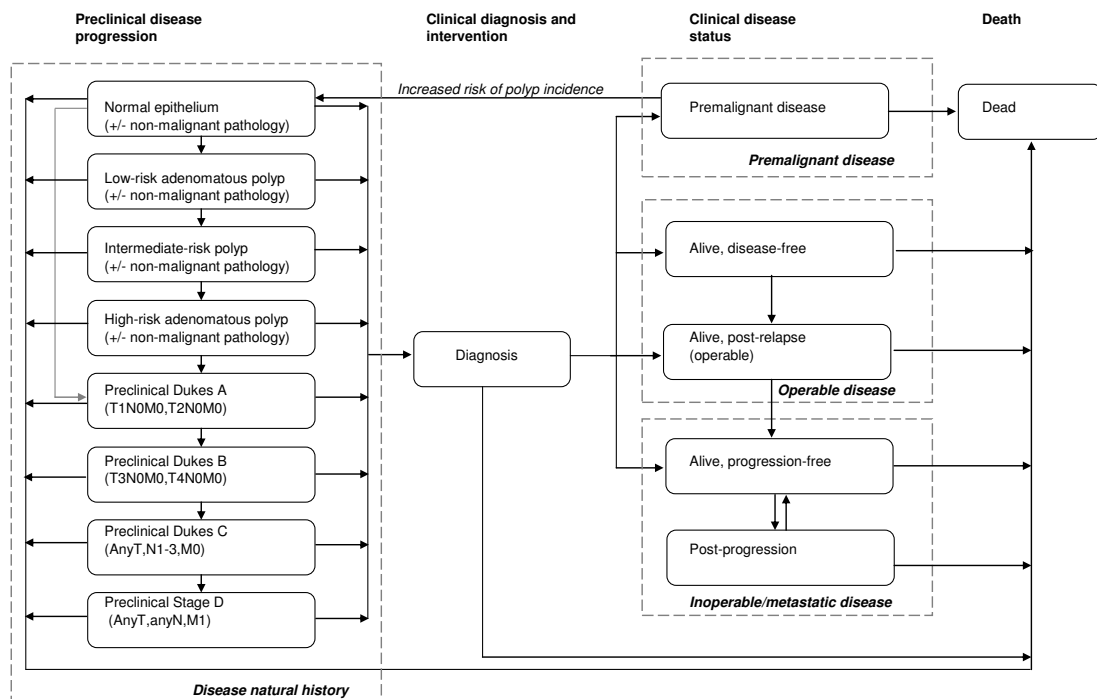 Preclinical disease
progression
Clinical diagnosis and
intervention
Clinical disease
status
Death
Normal epithelium
(+/- non-malignant pathology)
Low-risk adenomatous polyp
(+/- non-malignant pathology)
Intermediate-risk polyp
(+/- non-malignant pathology)
High-risk adenomatous polyp
(+/- non-malignant pathology)
Preclinical Dukes A
(T1N0M0,T2N0M0)
Preclinical Dukes B
(T3N0M0,T4N0M0)
Preclinical Dukes C
(AnyT,N1-3,M0)
Preclinical Stage D
(AnyT,anyN,M1)
Disease natural history
Increased risk of polyp incidence
Diagnosis
Premalignant disease
Premalignant disease
Alive, disease-free
Alive, post-relapse
(operable)
Operable disease
Alive, progression-free
Post-progression
Inoperable/metastatic disease
Dead